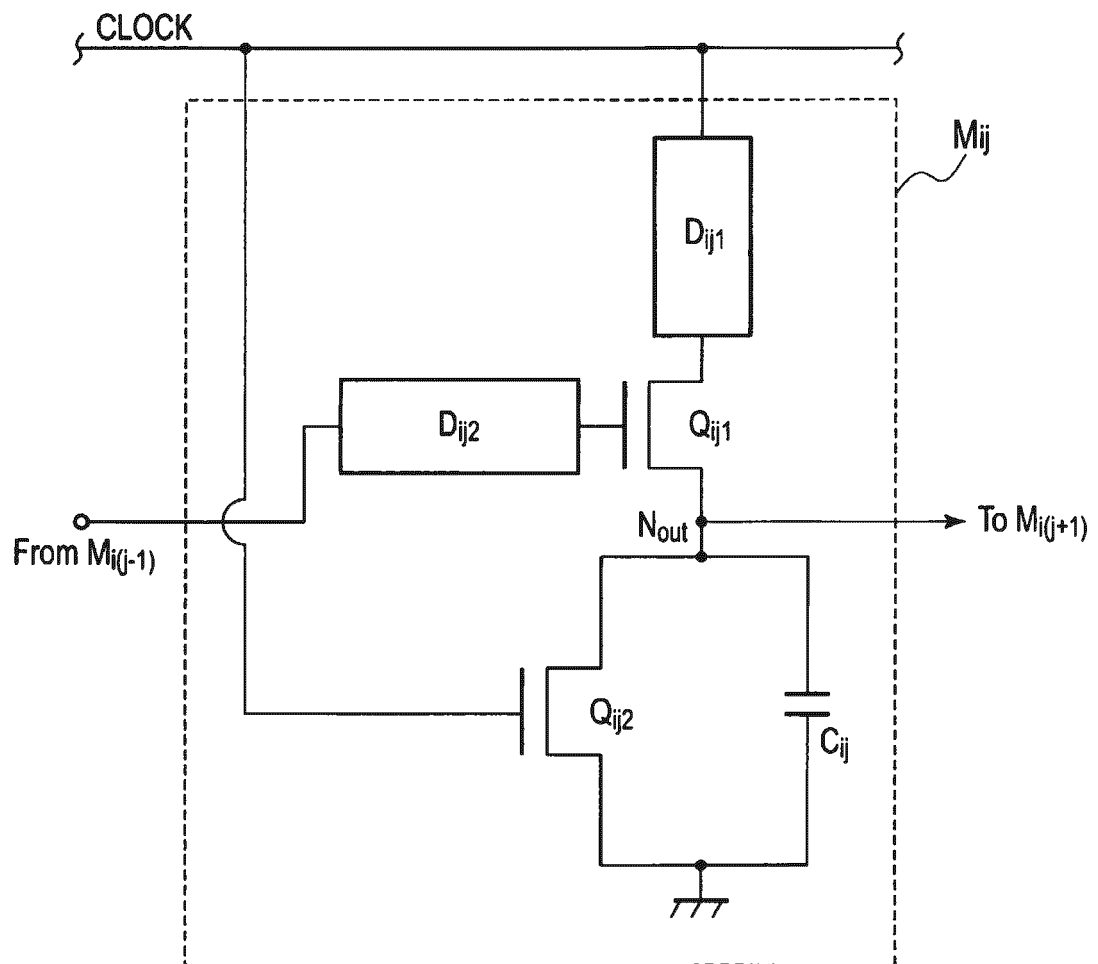 CLOCK
Mij
Dij1
Dij2
Qij1
Nout
To Mi(j+1)
From Mi(j-1)
Qij2
Cij